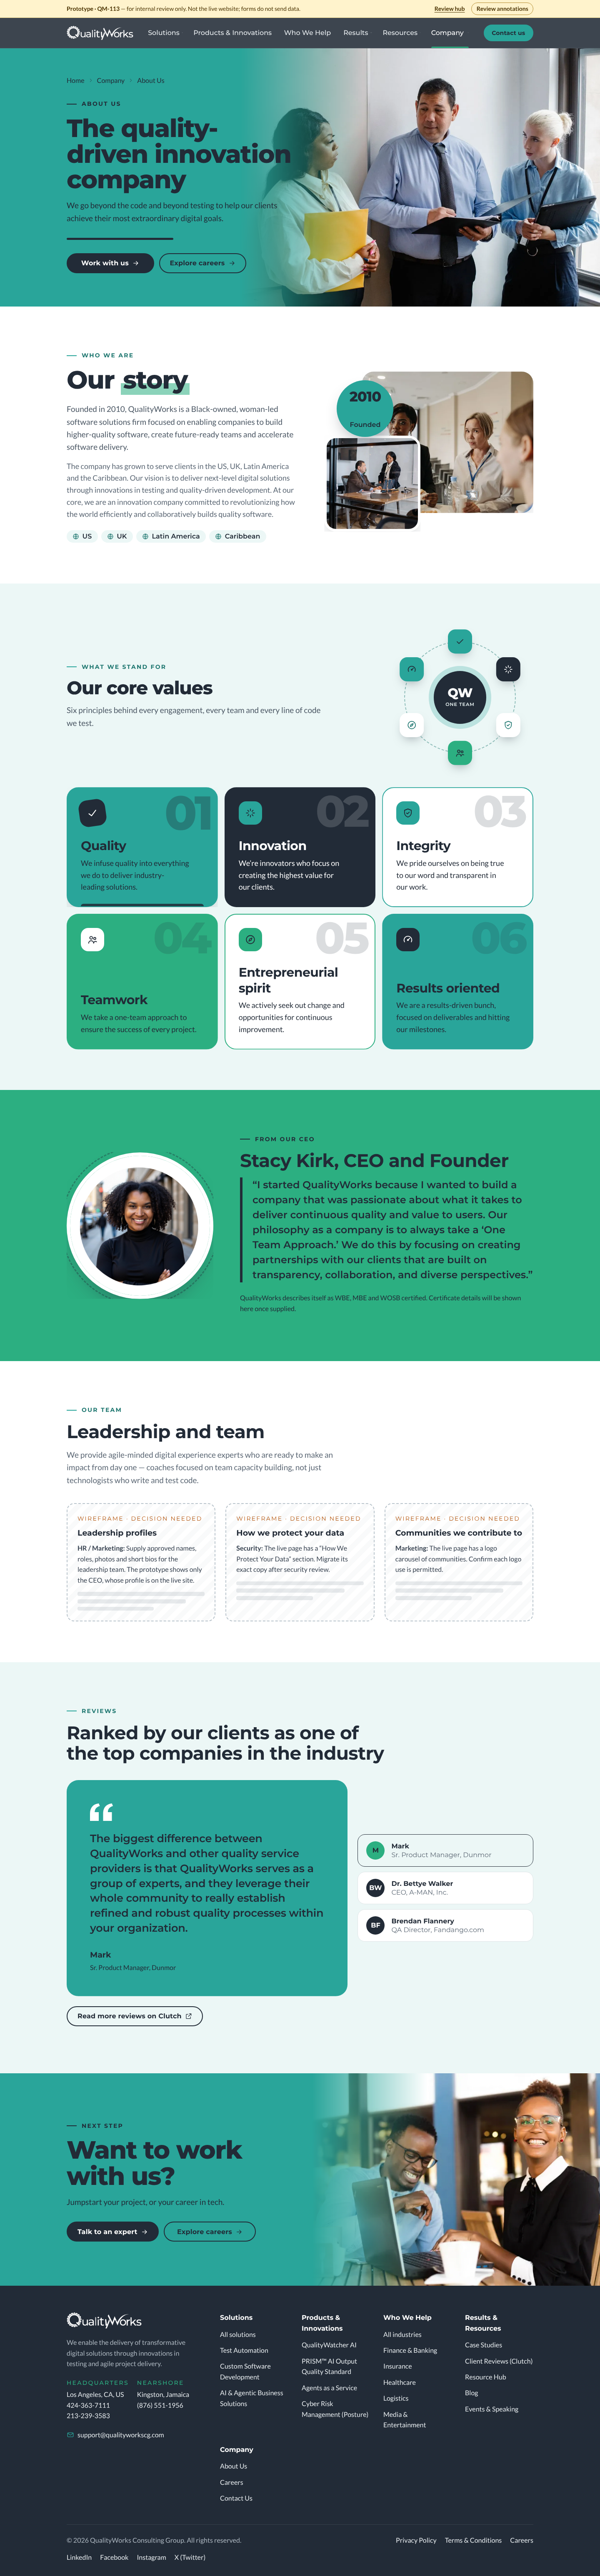 Prototype · QM-113 — for internal review only. Not the live website; forms do not send data.
Review hub
Review annotations
QualityWorks
Solutions
Products & Innovations
Who We Help
Results
Resources
Company
Contact us
Home
Company
About Us
ABOUT US
The quality-
driven innovation
company
We go beyond the code and beyond testing to help our clients
achieve their most extraordinary digital goals.
Work with us
Explore careers
WHO WE ARE
Our story
Founded in 2010, QualityWorks is a Black-owned, woman-led
software solutions firm focused on enabling companies to build
higher-quality software, create future-ready teams and accelerate
software delivery.
The company has grown to serve clients in the US, UK, Latin America
and the Caribbean. Our vision is to deliver next-level digital solutions
through innovations in testing and quality-driven development. At our
core, we are an innovation company committed to revolutionizing how
the world efficiently and collaboratively builds quality software.
US
UK
Latin America
Caribbean
2010
Founded
WHAT WE STAND FOR
Our core values
Six principles behind every engagement, every team and every line of code
we test.
QW
ONE TEAM
01
Quality
We infuse quality into everything
we do to deliver industry-
leading solutions.
02
Innovation
We're innovators who focus on
creating the highest value for
our clients.
03
Integrity
We pride ourselves on being true
to our word and transparent in
our work.
04
Teamwork
We take a one-team approach to
ensure the success of every project.
05
Entrepreneurial
spirit
We actively seek out change and
opportunities for continuous
improvement.
06
Results oriented
We are a results-driven bunch,
focused on deliverables and hitting
our milestones.
FROM OUR CEO
Stacy Kirk, CEO and Founder
“I started QualityWorks because I wanted to build a
company that was passionate about what it takes to
deliver continuous quality and value to users. Our
philosophy as a company is to always take a ‘One
Team Approach.’ We do this by focusing on creating
partnerships with our clients that are built on
transparency, collaboration, and diverse perspectives.”
QualityWorks describes itself as WBE, MBE and WOSB certified. Certificate details will be shown
here once supplied.
OUR TEAM
Leadership and team
We provide agile-minded digital experience experts who are ready to make an
impact from day one — coaches focused on team capacity building, not just
technologists who write and test code.
WIREFRAME · DECISION NEEDED
Leadership profiles
HR / Marketing: Supply approved names,
roles, photos and short bios for the
leadership team. The prototype shows only
the CEO, whose profile is on the live site.
WIREFRAME · DECISION NEEDED
How we protect your data
Security: The live page has a “How We
Protect Your Data” section. Migrate its
exact copy after security review.
WIREFRAME · DECISION NEEDED
Communities we contribute to
Marketing: The live page has a logo
carousel of communities. Confirm each logo
use is permitted.
REVIEWS
Ranked by our clients as one of
the top companies in the industry
The biggest difference between
QualityWorks and other quality service
providers is that QualityWorks serves as a
group of experts, and they leverage their
whole community to really establish
refined and robust quality processes within
your organization.
Mark
Sr. Product Manager, Dunmor
M
Mark
Sr. Product Manager, Dunmor
BW
Dr. Bettye Walker
CEO, A-MAN, Inc.
BF
Brendan Flannery
QA Director, Fandango.com
Read more reviews on Clutch
NEXT STEP
Want to work
with us?
Jumpstart your project, or your career in tech.
Talk to an expert
Explore careers
QualityWorks
We enable the delivery of transformative
digital solutions through innovations in
testing and agile project delivery.
HEADQUARTERS
Los Angeles, CA, US
424-363-7111
213-239-3583
NEARSHORE
Kingston, Jamaica
(876) 551-1956
support@qualityworkscg.com
Solutions
All solutions
Test Automation
Custom Software
Development
AI & Agentic Business
Solutions
Products &
Innovations
QualityWatcher AI
PRISM™ AI Output
Quality Standard
Agents as a Service
Cyber Risk
Management (Posture)
Who We Help
All industries
Finance & Banking
Insurance
Healthcare
Logistics
Media &
Entertainment
Results &
Resources
Case Studies
Client Reviews (Clutch)
Resource Hub
Blog
Events & Speaking
Company
About Us
Careers
Contact Us
© 2026 QualityWorks Consulting Group. All rights reserved.
Privacy Policy
Terms & Conditions
Careers
LinkedIn
Facebook
Instagram
X (Twitter)